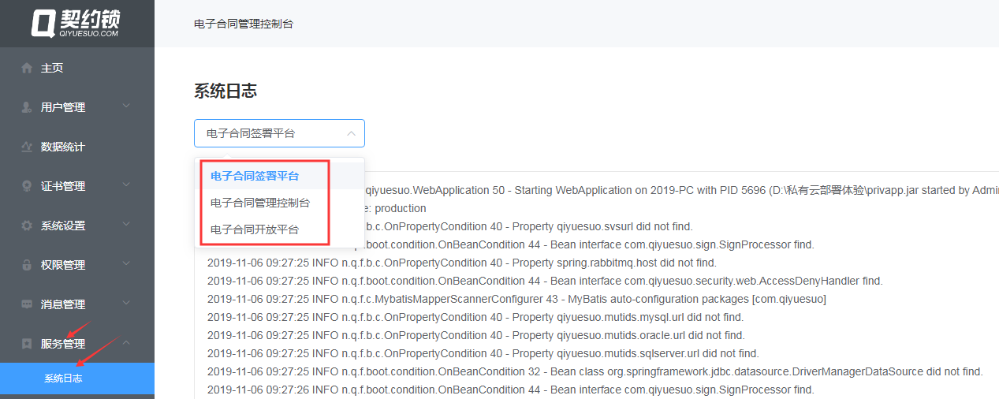 契约锁
QIYUESUO.COM
电子合同管理控制台
主页
用户管理
数据统计
证书管理
系统设置
权限管理
消息管理
服务管理
系统日志
系统日志
电子合同签署平台
电子合同签署平台
电子合同管理控制台
电子合同开放平台
qiyuesuo.WebApplication 50 - Starting WebApplication on 2019-PC with PID 5696 (D:\私有云部署体验\privapp.jar started by Admi
e: production
f.b.c.OnPropertyCondition 40 - Property qiyuesuo.svsurl did not find.
.boot.condition.OnBeanCondition 44 - Bean interface com.qiyuesuo.sign.SignProcessor find.
2019-11-06 09:27:25 INFO n.q.f.b.c.OnPropertyCondition 40 - Property spring.rabbitmq.host did not find.
2019-11-06 09:27:25 INFO n.q.f.boot.condition.OnBeanCondition 44 - Bean interface com.qiyuesuo.security.web.AccessDenyHandler find.
2019-11-06 09:27:25 INFO n.q.f.c.MybatisMapperScannerConfigurer 43 - MyBatis auto-configuration packages [com.qiyuesuo]
2019-11-06 09:27:25 INFO n.q.f.b.c.OnPropertyCondition 40 - Property qiyuesuo.mutids.mysql.url did not find.
2019-11-06 09:27:25 INFO n.q.f.b.c.OnPropertyCondition 40 - Property qiyuesuo.mutids.oracle.url did not find.
2019-11-06 09:27:25 INFO n.q.f.b.c.OnPropertyCondition 40 - Property qiyuesuo.mutids.sqlserver.url did not find.
2019-11-06 09:27:25 INFO n.q.f.boot.condition.OnBeanCondition 32 - Bean class org.springframework.jdbc.datasource.DriverManagerDataSource did not find.
2019-11-06 09:27:26 INFO n.q.f.boot.condition.OnBeanCondition 44 - Bean interface com.qiyuesuo.sign.SignProcessor find.